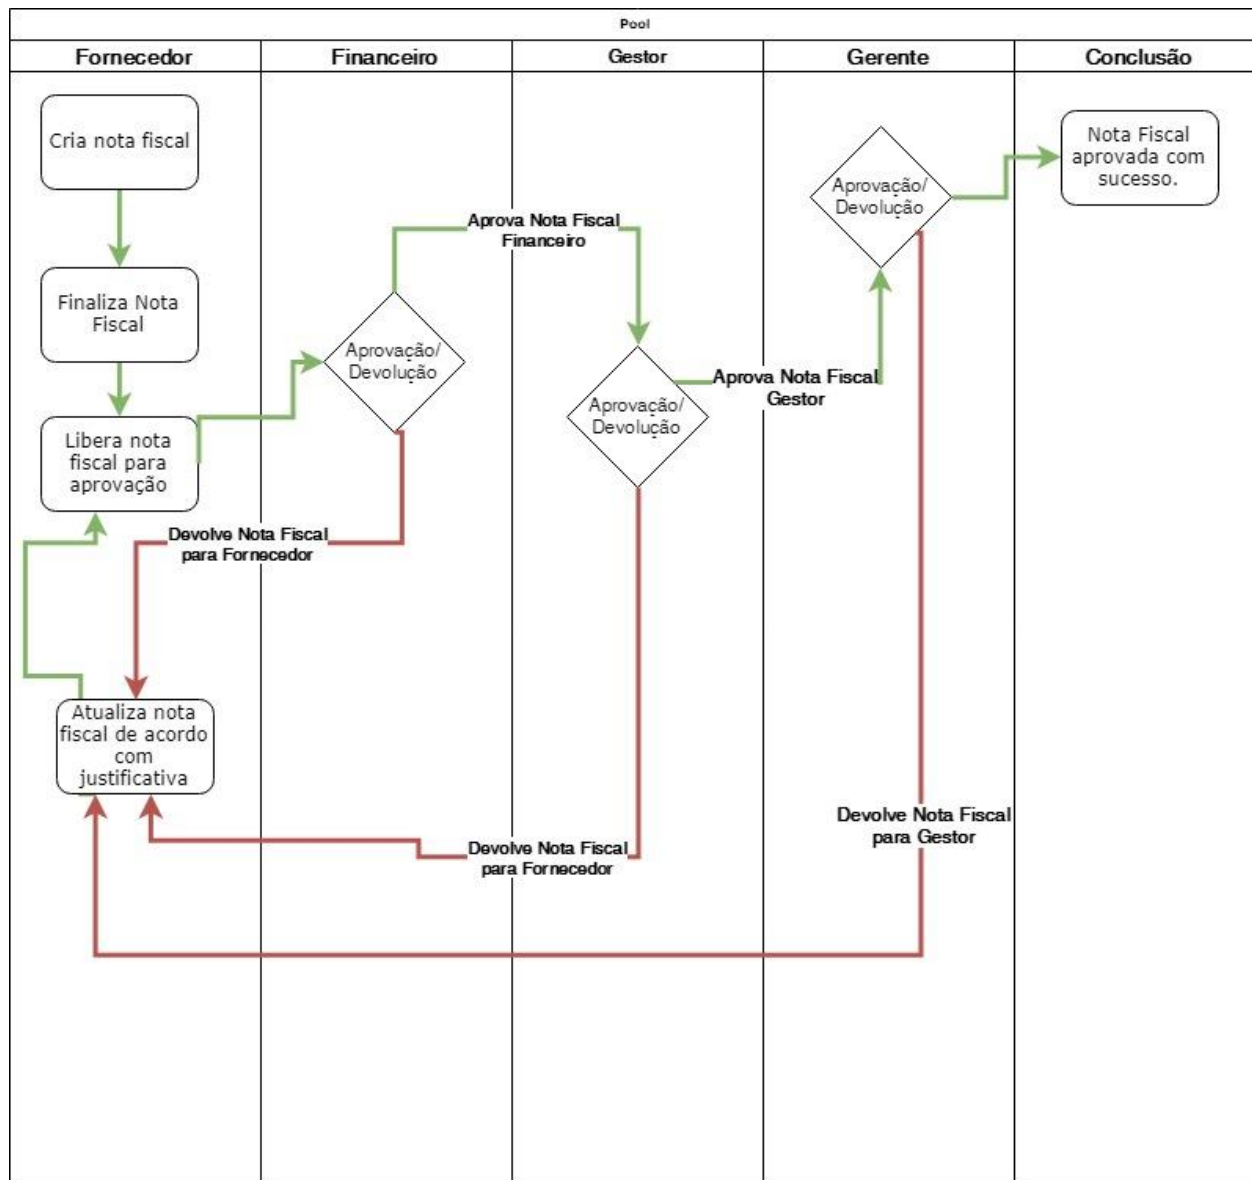 Pool
Fornecedor
Financeiro
Gestor
Gerente
Conclusão
Cria nota fiscal
Finaliza Nota
Fiscal
Libera nota
fiscal para
aprovação
Atualiza nota
fiscal de acordo
com
justificativa
Aprovação/
Devolução
Aprova Nota Fiscal
Financeiro
Devolve Nota Fiscal
para Fornecedor
Aprovação/
Devolução
Aprova Nota Fiscal
Gestor
Devolve Nota Fiscal
para Fornecedor
Aprovação/
Devolução
Devolve Nota Fiscal
para Gestor
Nota Fiscal
aprovada com
sucesso.